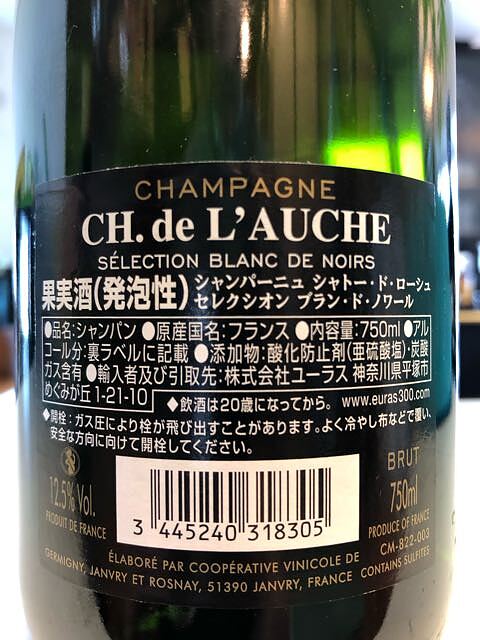 CHAMPAGNE
CH. de L'AUCHE
SÉLECTION BLANC DE NOIRS
果実酒(発泡性) シャンパーニュ シャトー・ド・ローシュ
セレクシオン ブラン・ド・ノワール
●品名:シャンパン ●原産国名:フランス ●内容量:750ml ●アル
コール分:裏ラベルに記載 ●添加物:酸化防止剤(亜硫酸塩)・炭酸
ガス含有 ●輸入者及び引取先:株式会社ユーラス 神奈川県平塚市
めぐみが丘1-21-10 ◆飲酒は20歳になってから。 www.euras300.com
◆開栓:ガス圧により栓が飛び出すことがあります。よく冷やし布などで覆い、
安全な方向に向けて開栓してください。
BRUT
12.5% Vol.
750ml
PRODUIT DE FRANCE
PRODUCE OF FRANCE
3 445240 318305
CM-822-003
ÉLABORÉ PAR COOPÉRATIVE VINICOLE DE
CONTAINS SULFITES
GERMIGNY, JANVRY ET ROSNAY, 51390 JANVRY, FRANCE